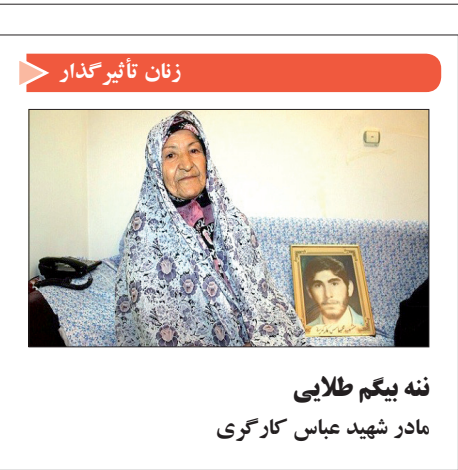 زنان تأثیرگذار
ننه بیگم طلایی
مادر شهید عباس کارگری